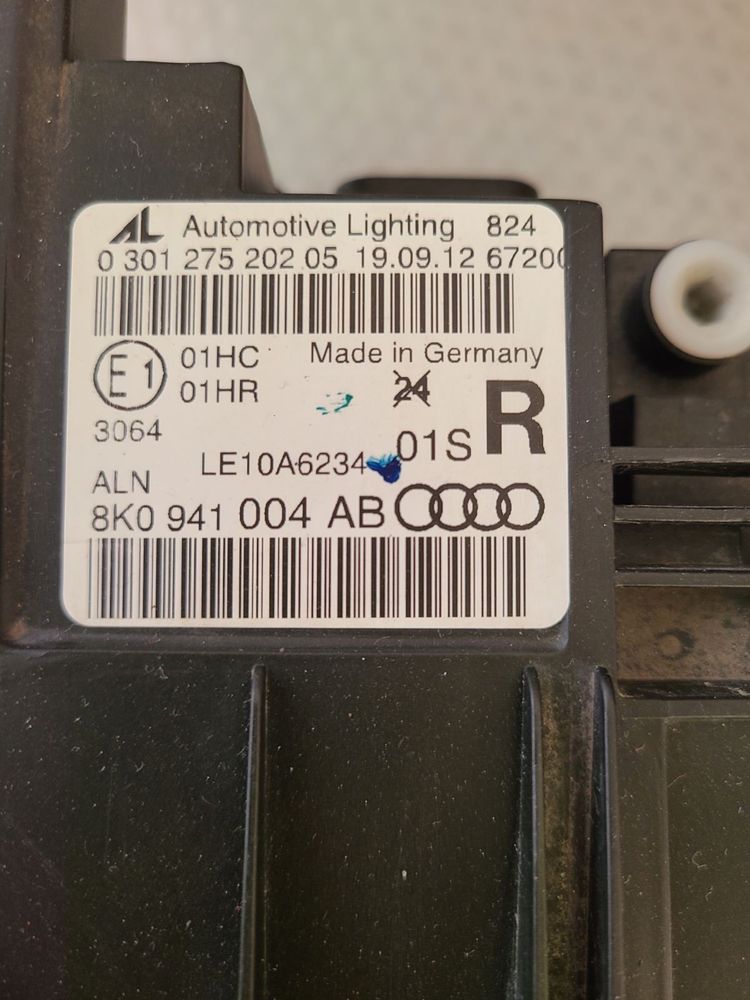 AL Automotive Lighting 824
0 301 275 202 05 19.09.12 67200
E1 01HC Made in Germany
01HR 24
R
3064
01S
LE10A6234
ALN
8K0 941 004 AB